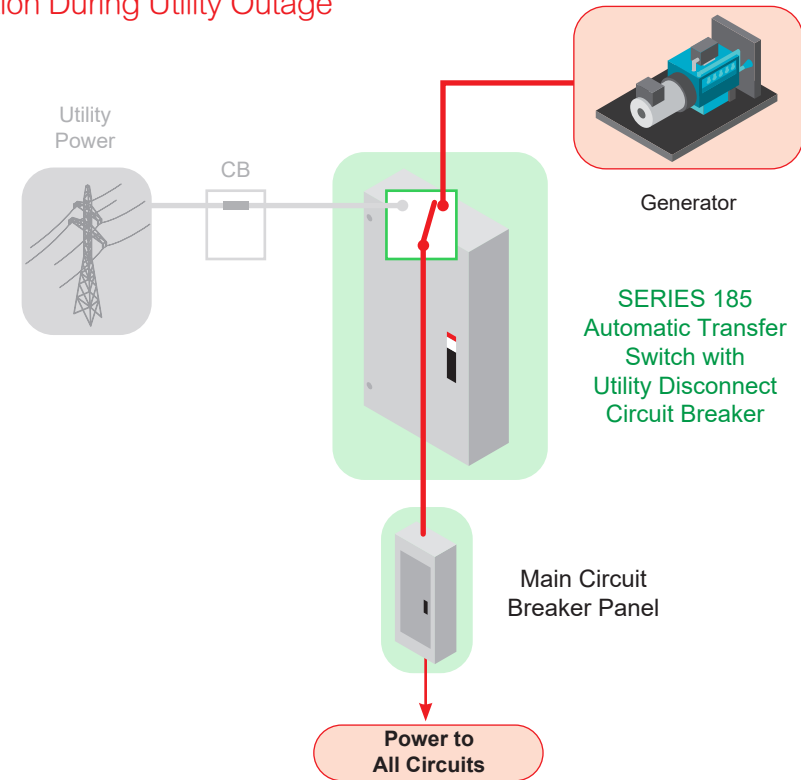 ion During Utility Outage
Utility
Power
CB
Generator
SERIES 185
Automatic Transfer
Switch with
Utility Disconnect
Circuit Breaker
Main Circuit
Breaker Panel
Power to
All Circuits